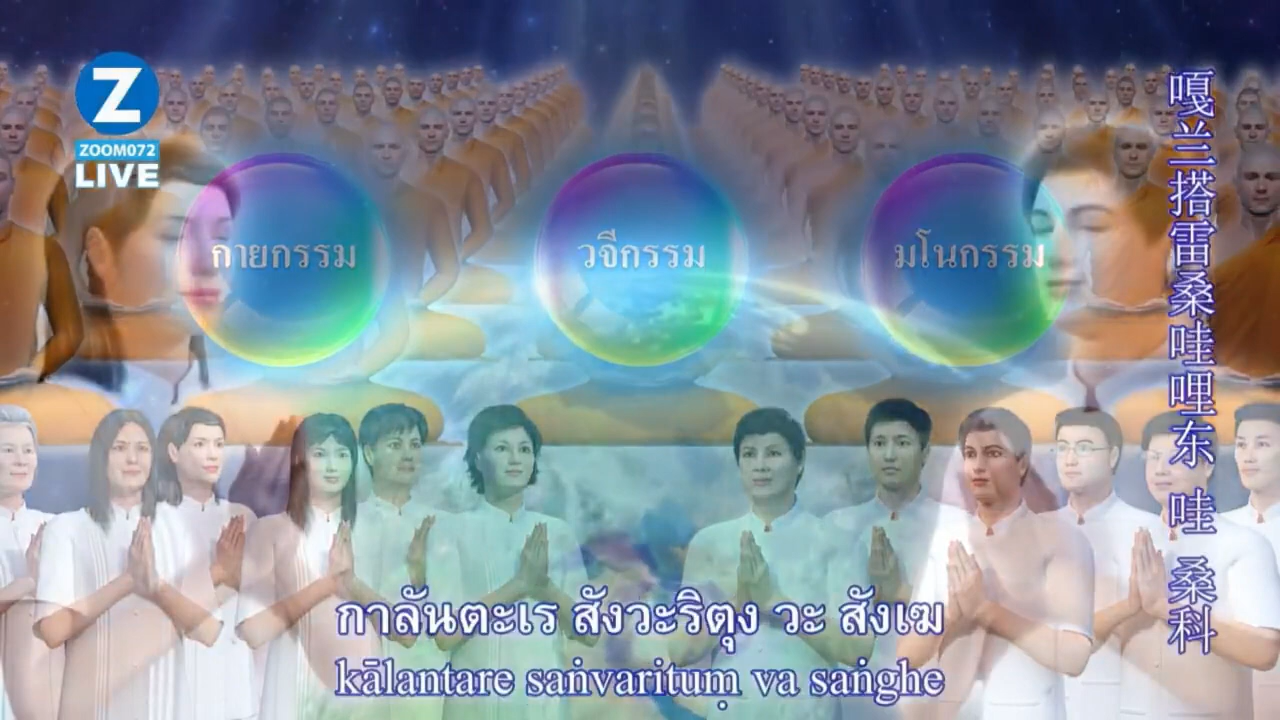 Z
ZOOM072
LIVE
กายกรรม
วจีกรรม
มโนกรรม
嘎兰搭雷桑哇哩东 哇 桑科
กาลันตะเร สังวะริตุง วะ สังเฆ
kālantare saṅvarituṃ va saṅghe